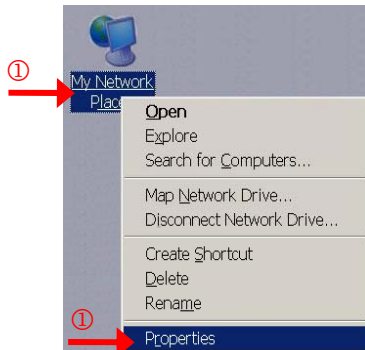 ①
My Network
Place
Open
Explore
Search for Computers...
Map Network Drive...
Disconnect Network Drive...
Create Shortcut
Delete
Rename
①
Properties